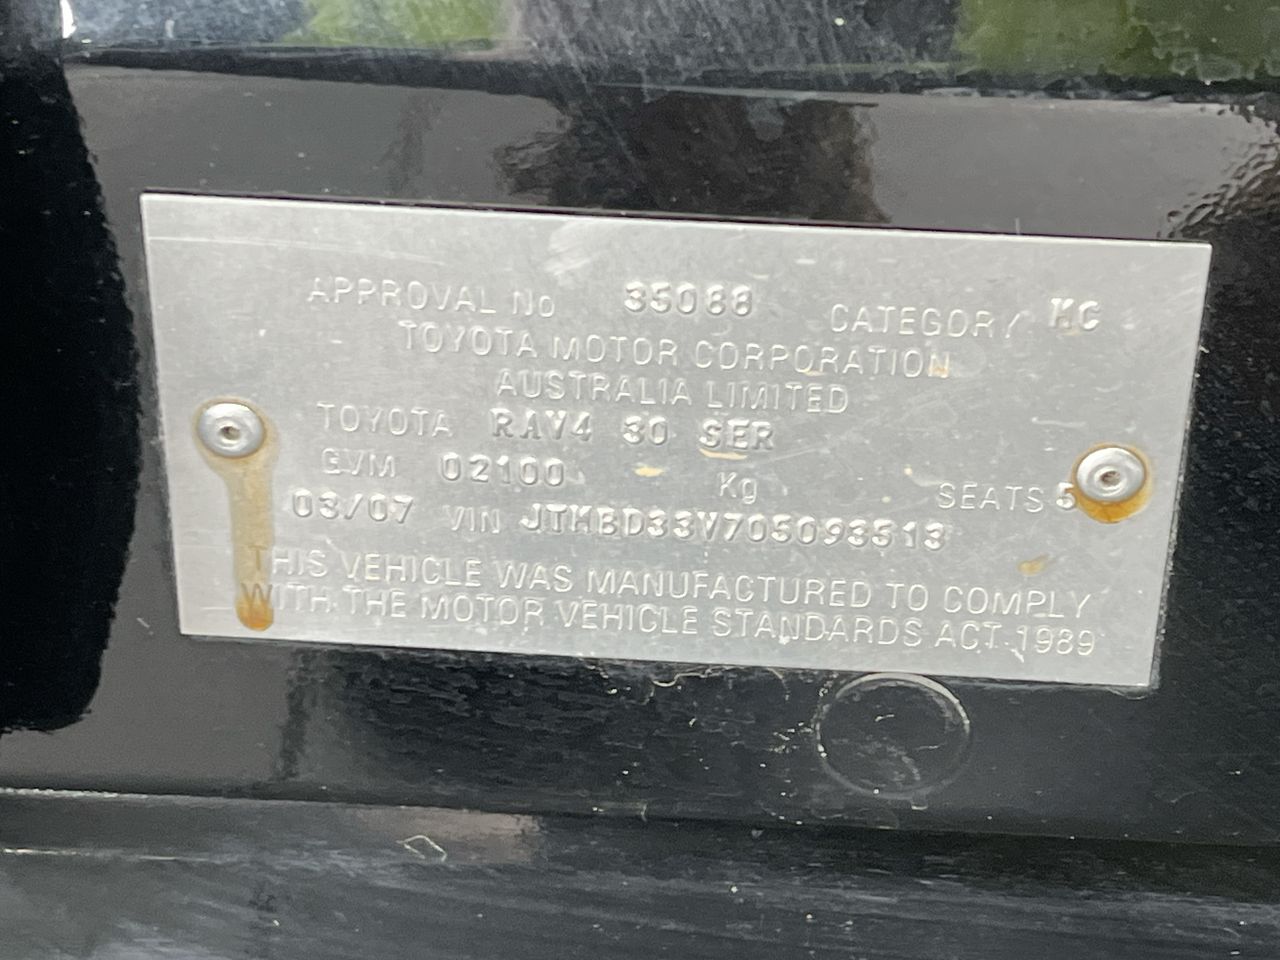 APPROVAL No 35088 CATEGORY MC
TOYOTA MOTOR CORPORATION
AUSTRALIA LIMITED
TOYOTA RAV4 30 SER
GVM 02100 Kg SEATS 5
03/07 VIN JTMBD33V705093513
THIS VEHICLE WAS MANUFACTURED TO COMPLY
WITH THE MOTOR VEHICLE STANDARDS ACT 1989